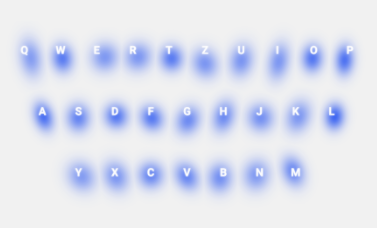 Q W E R T Z U I O P
A S D F G H J K L
Y X C V B N M